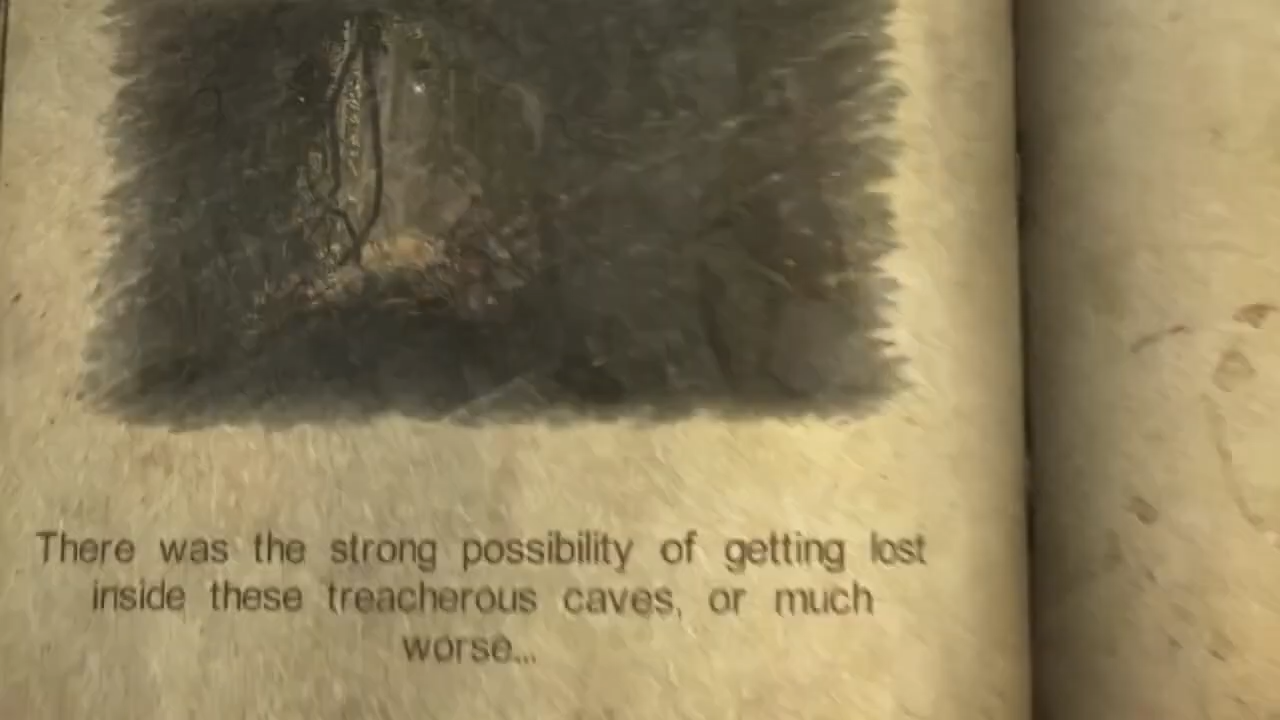 There was the strong possibility of getting lost
inside these treacherous caves, or much
worse...